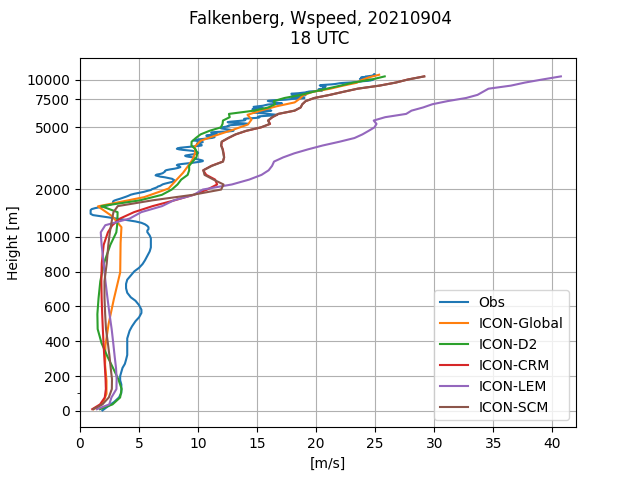 Falkenberg, Wspeed, 20210904
18 UTC
10000
7500
5000
2000
1000
800
600
400
200
0
Height [m]
Obs
ICON-Global
ICON-D2
ICON-CRM
ICON-LEM
ICON-SCM
0 5 10 15 20 25 30 35 40
[m/s]